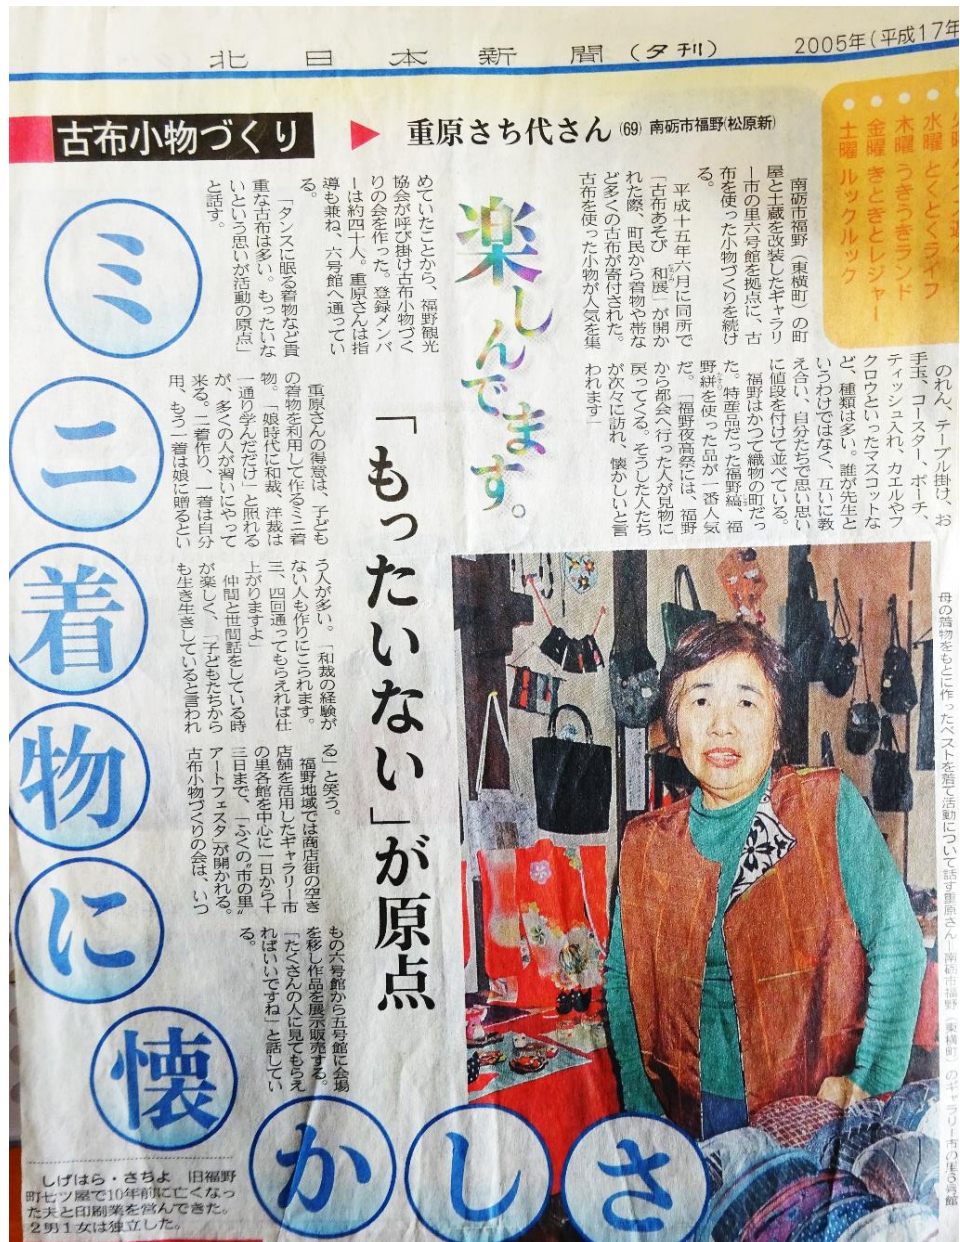 北日本新聞(夕刊)
2005年(平成17年
水曜 とくとくライフ
木曜 うきうきランド
金曜 きときとレジャー
土曜 ルックルック
古布小物づくり
▶ 重原さち代さん(69) 南砺市福野(松原新)
楽しんでます。
ミニ着物に懐かしさ
「もったいない」が原点
南砺市福野(東横町)の町
屋と土蔵を改装したギャラリ
ー市の里六号館を拠点に、古
布を使った小物づくりを続け
る。
平成十五年六月に同所で
「古布あそび 和展」が開か
れた際、町民から着物や帯な
ど多くの古布が寄付された。
古布を使った小物が人気を集
めていたことから、福野観光
協会が呼び掛け古布小物づく
りの会を作った。登録メンバ
ーは約四十人。重原さんは指
導も兼ね、六号館へ通ってい
る。
「タンスに眠る着物など貴
重な古布は多い。もったいな
いという思いが活動の原点」
と話す。
のれん、テーブル掛け、お
手玉、コースター、ポーチ、
ティッシュ入れ、カエルやフ
クロウといったマスコットな
ど、種類は多い。誰が先生と
いうわけではなく、互いに教
え合い、自分たちで思い思い
に値段を付けて並べている。
福野はかつて織物の町だっ
た。特産品だった福野縞、福
野絣を使った品が一番人気
だ。「福野夜高祭には、福野
から都会へ行った人が見物に
戻ってくる。そうした人たち
が次々に訪れ、懐かしいと言
われます」
重原さんの得意は、子ども
の着物を利用して作るミニ着
物。「娘時代に和裁、洋裁は
一通り学んだだけ」と照れる
が、多くの人が習いにやって
来る。二着作り、一着は自分
用、もう一着は娘に贈るとい
う人が多い。「和裁の経験が
ない人も作りにこられます。
三、四回通ってもらえれば仕
上がりますよ」
仲間と世間話をしている時
が楽しく、「子どもたちから
も生き生きしていると言われ
る」と笑う。
福野地域では商店街の空き
店舗を活用したギャラリー市
の里各館を中心に一日から十
三日まで、「ふくの“市の里”
アートフェスタ」が開かれる。
古布小物づくりの会は、いつ
もの六号館から五号館に会場
を移し作品を展示販売する。
「たくさんの人に見てもらえ
ればいいですね」と話してい
る。
母の着物をもとに作ったベストを着て活動について話す重原さん=南砺市福野(東横町)のギャラリー市の里6号館
しげはら・さちよ 旧福野
町七ツ屋で10年前に亡くなっ
た夫と印刷業を営んできた。
2男1女は独立した。